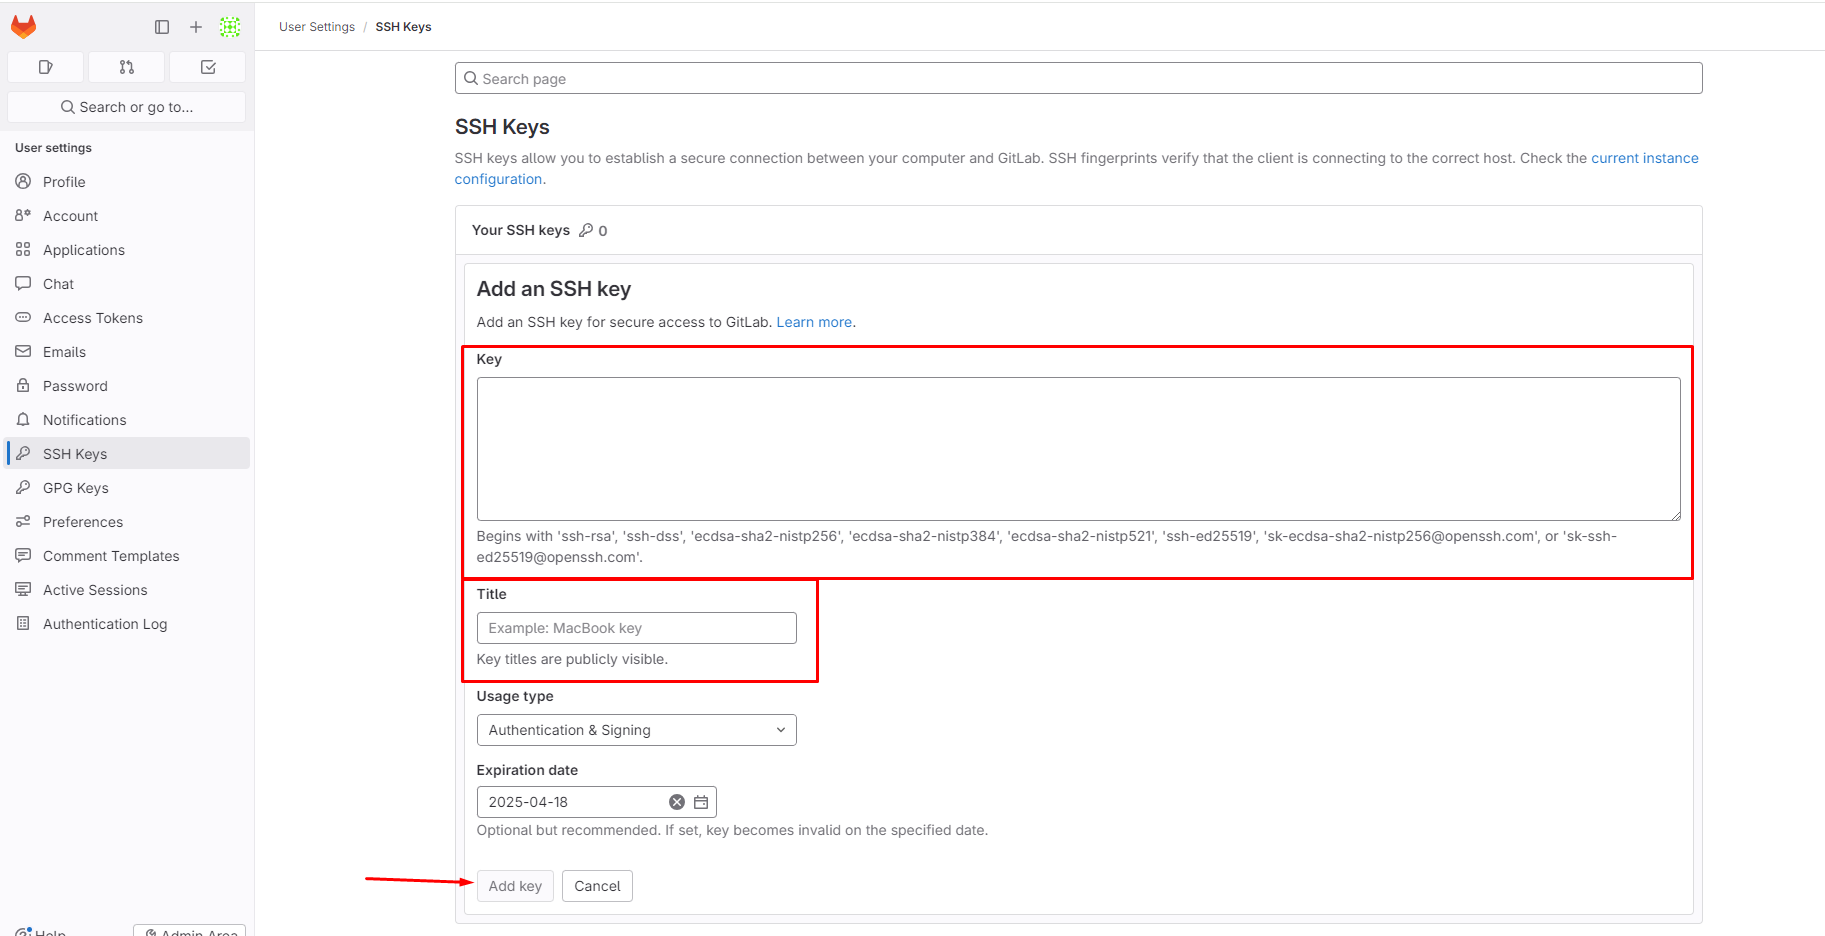 User Settings / SSH Keys
Search or go to...
User settings
Profile
Account
Applications
Chat
Access Tokens
Emails
Password
Notifications
SSH Keys
GPG Keys
Preferences
Comment Templates
Active Sessions
Authentication Log
Help
Admin Area
Search page
SSH Keys
SSH keys allow you to establish a secure connection between your computer and GitLab. SSH fingerprints verify that the client is connecting to the correct host. Check the current instance
configuration.
Your SSH keys 0
Add an SSH key
Add an SSH key for secure access to GitLab. Learn more.
Key
Begins with 'ssh-rsa', 'ssh-dss', 'ecdsa-sha2-nistp256', 'ecdsa-sha2-nistp384', 'ecdsa-sha2-nistp521', 'ssh-ed25519', 'sk-ecdsa-sha2-nistp256@openssh.com', or 'sk-ssh-
ed25519@openssh.com'.
Title
Example: MacBook key
Key titles are publicly visible.
Usage type
Authentication & Signing
Expiration date
2025-04-18
Optional but recommended. If set, key becomes invalid on the specified date.
Add key Cancel